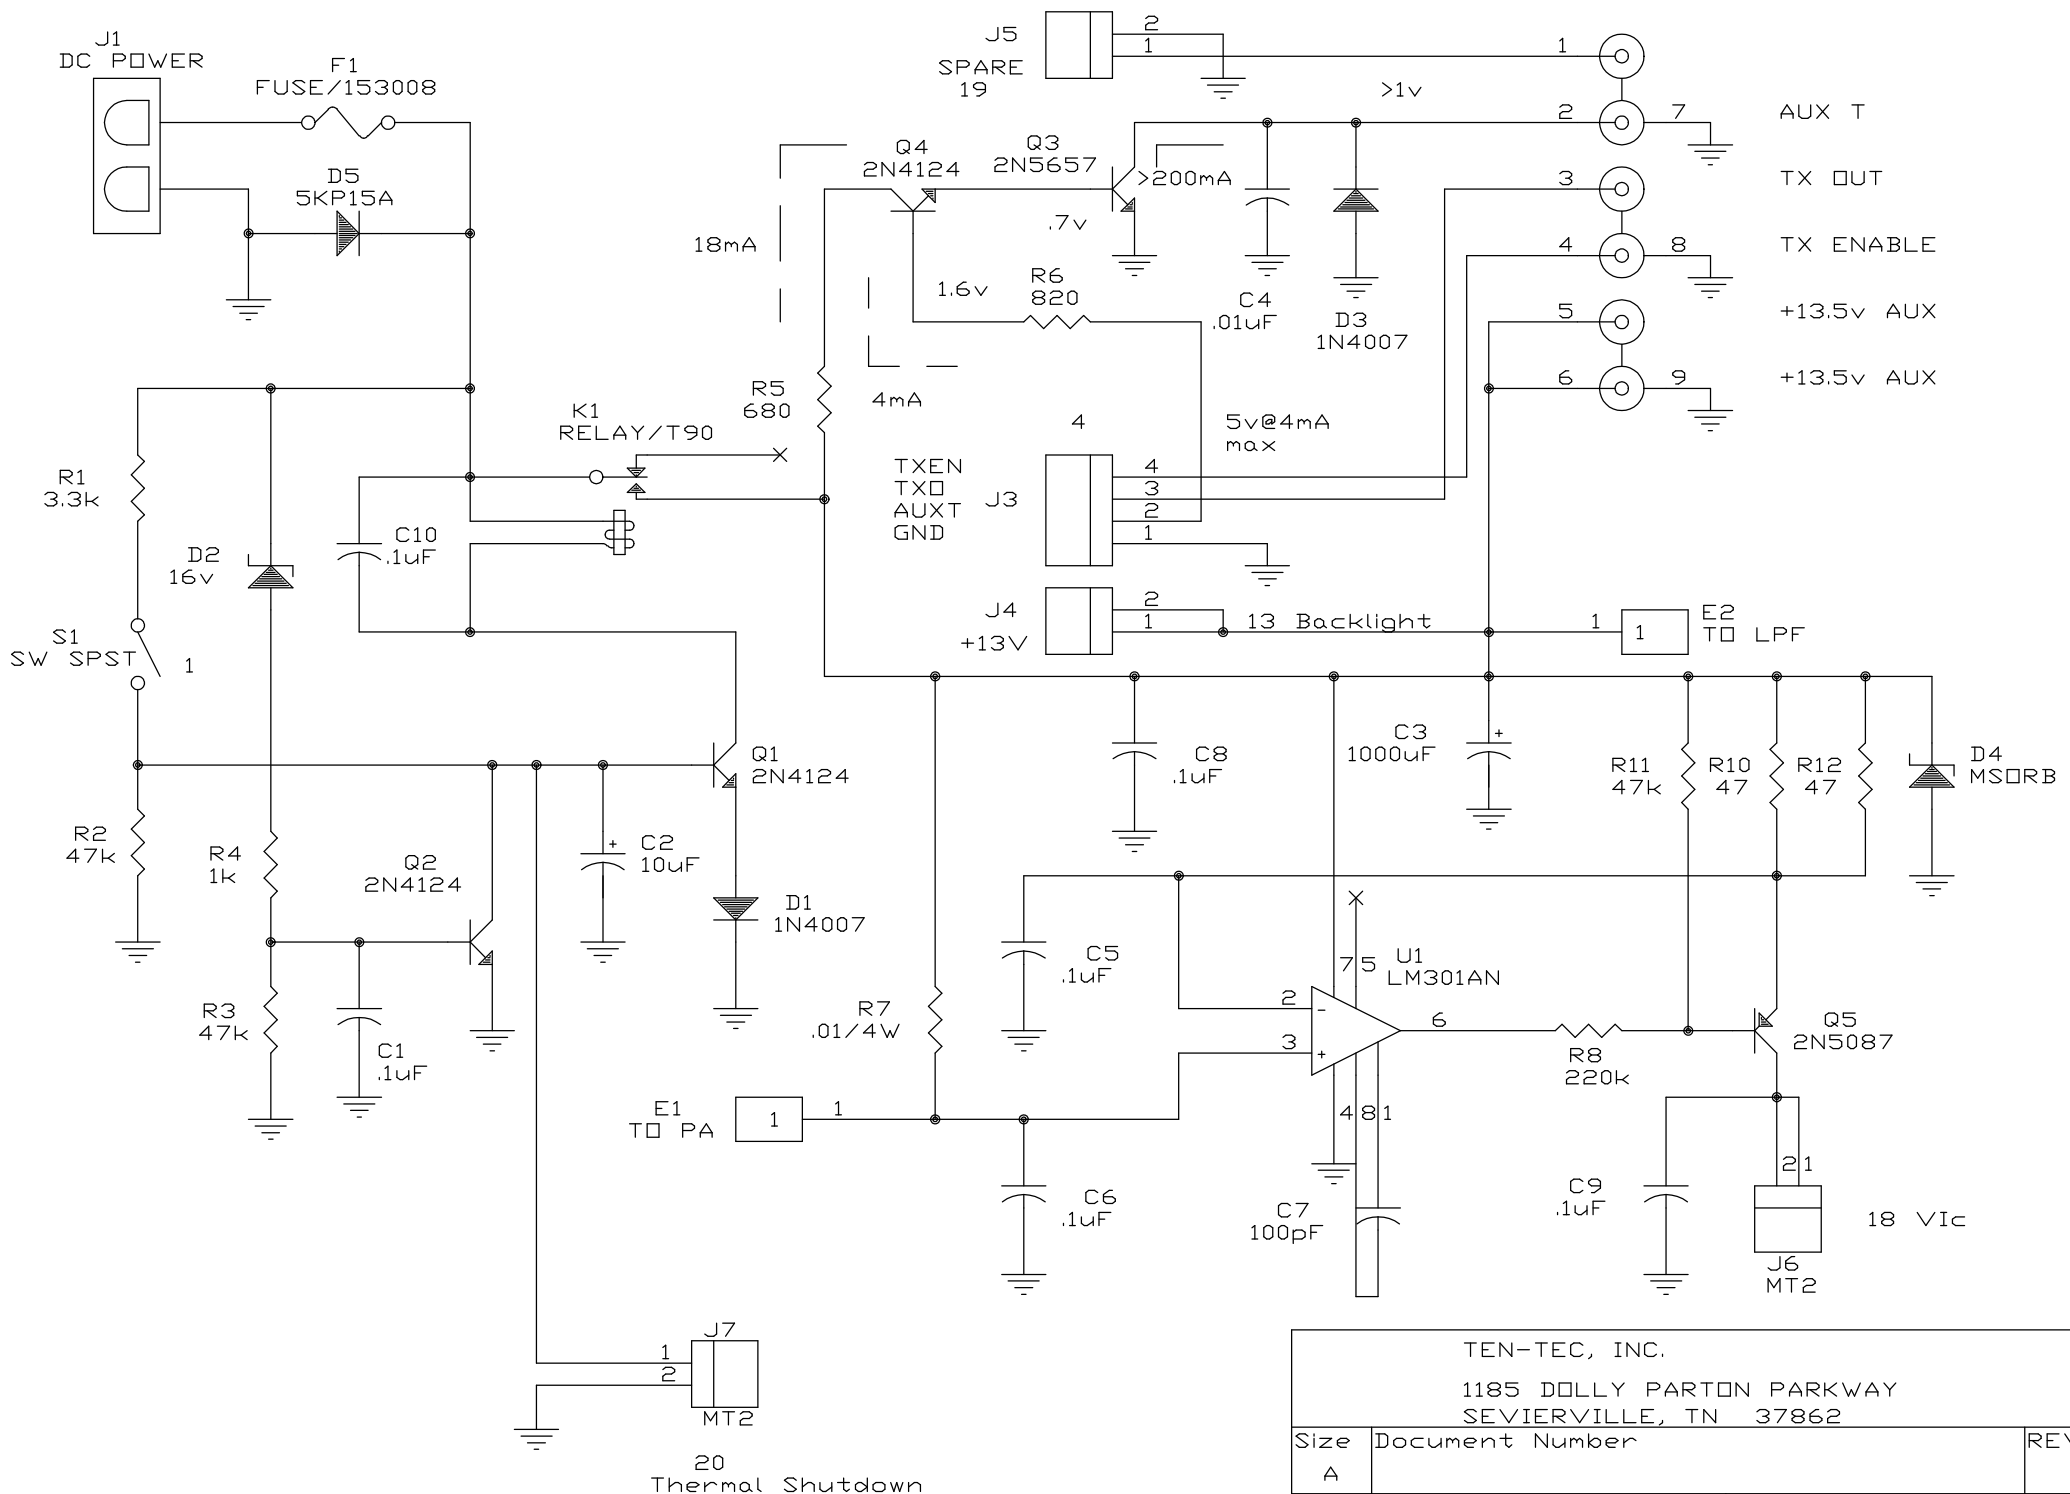 J1
DC POWER
F1
FUSE/153008
D5
5KP15A
J5
SPARE
19
2
1
1
>1v
2
7
AUX T
Q4
2N4124
Q3
2N5657
>200mA
.7v
3
TX OUT
18mA
4
8
TX ENABLE
1.6v
R6
820
C4
.01uF
D3
1N4007
5
+13.5v AUX
6
9
+13.5v AUX
R5
680
4mA
K1
RELAY/T90
4
5v@4mA
max
TXEN
TXO
AUXT
GND
J3
4
3
2
1
R1
3.3k
C10
.1uF
D2
16v
S1
SW SPST
1
J4
+13V
2
1
13 Backlight
1
1
E2
TO LPF
Q1
2N4124
C8
.1uF
C3
1000uF
+
R11
47k
R10
47
R12
47
D4
MSORB
R2
47k
R4
1k
Q2
2N4124
C2
10uF
+
D1
1N4007
C5
.1uF
7
5
U1
LM301AN
2
-
3
+
6
R7
.01/4W
R3
47k
C1
.1uF
R8
220k
Q5
2N5087
E1
TO PA
1
1
4
8
1
C6
.1uF
C7
100pF
C9
.1uF
2
1
18 VIc
J6
MT2
J7
1
2
MT2
20
Thermal Shutdown
TEN-TEC, INC.
1185 DOLLY PARTON PARKWAY
SEVIERVILLE, TN 37862
Size
Document Number
REV
A